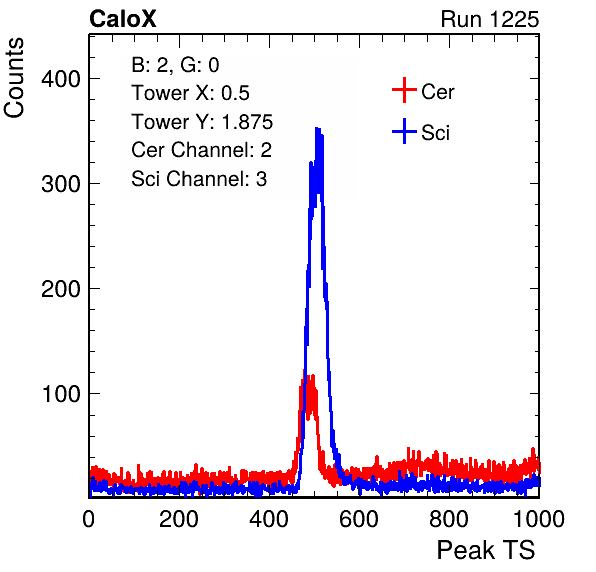 CaloX Run 1225
Counts
B: 2, G: 0
Tower X: 0.5
Tower Y: 1.875
Cer Channel: 2
Sci Channel: 3
Cer
Sci
400
300
200
100
0 200 400 600 800 1000
Peak TS